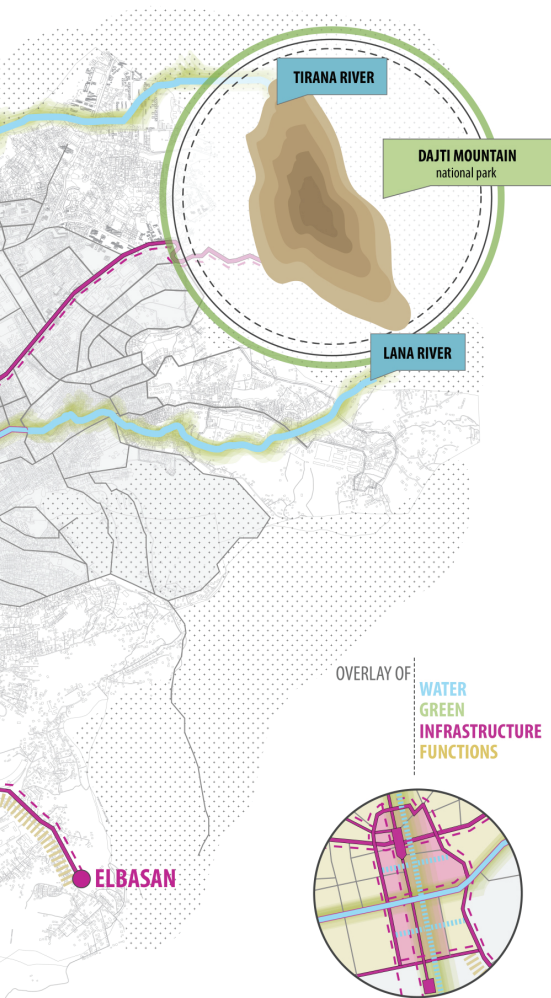 TIRANA RIVER
DAJTI MOUNTAIN
national park
LANA RIVER
OVERLAY OF
WATER
GREEN
INFRASTRUCTURE
FUNCTIONS
ELBASAN